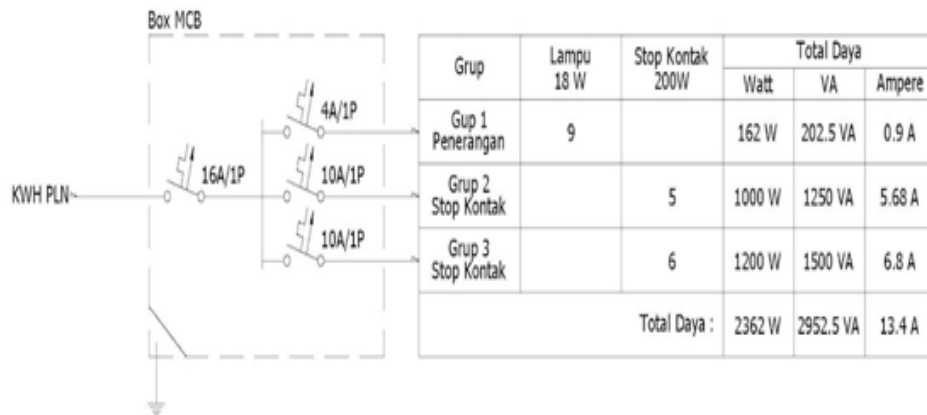 Box MCB
KWH PLN
16A/1P
4A/1P
10A/1P
10A/1P
Grup
Lampu
18 W
Stop Kontak
200W
Total Daya
Watt
VA
Ampere
Gup 1
Penerangan
9
162 W
202.5 VA
0.9 A
Grup 2
Stop Kontak
5
1000 W
1250 VA
5.68 A
Grup 3
Stop Kontak
6
1200 W
1500 VA
6.8 A
Total Daya :
2362 W
2952.5 VA
13.4 A